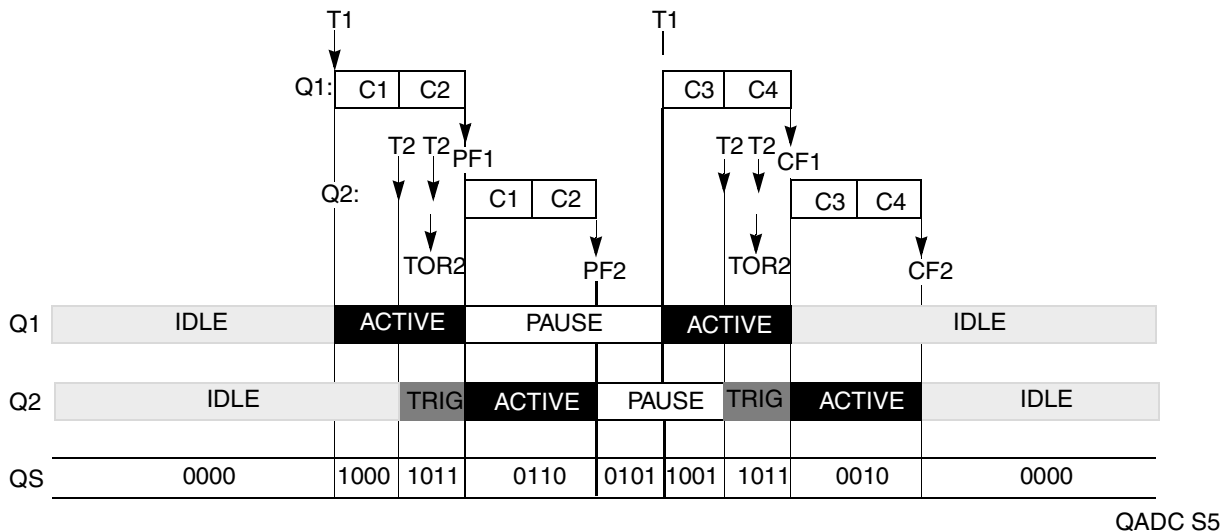 T1 T1
Q1: C1 C2 C3 C4
T2 T2 PF1 T2 T2 CF1
Q2: C1 C2 C3 C4
TOR2 PF2 TOR2 CF2
Q1 IDLE ACTIVE PAUSE ACTIVE IDLE
Q2 IDLE TRIG ACTIVE PAUSE TRIG ACTIVE IDLE
QS 0000 1000 1011 0110 0101 1001 1011 0010 0000
QADC S5